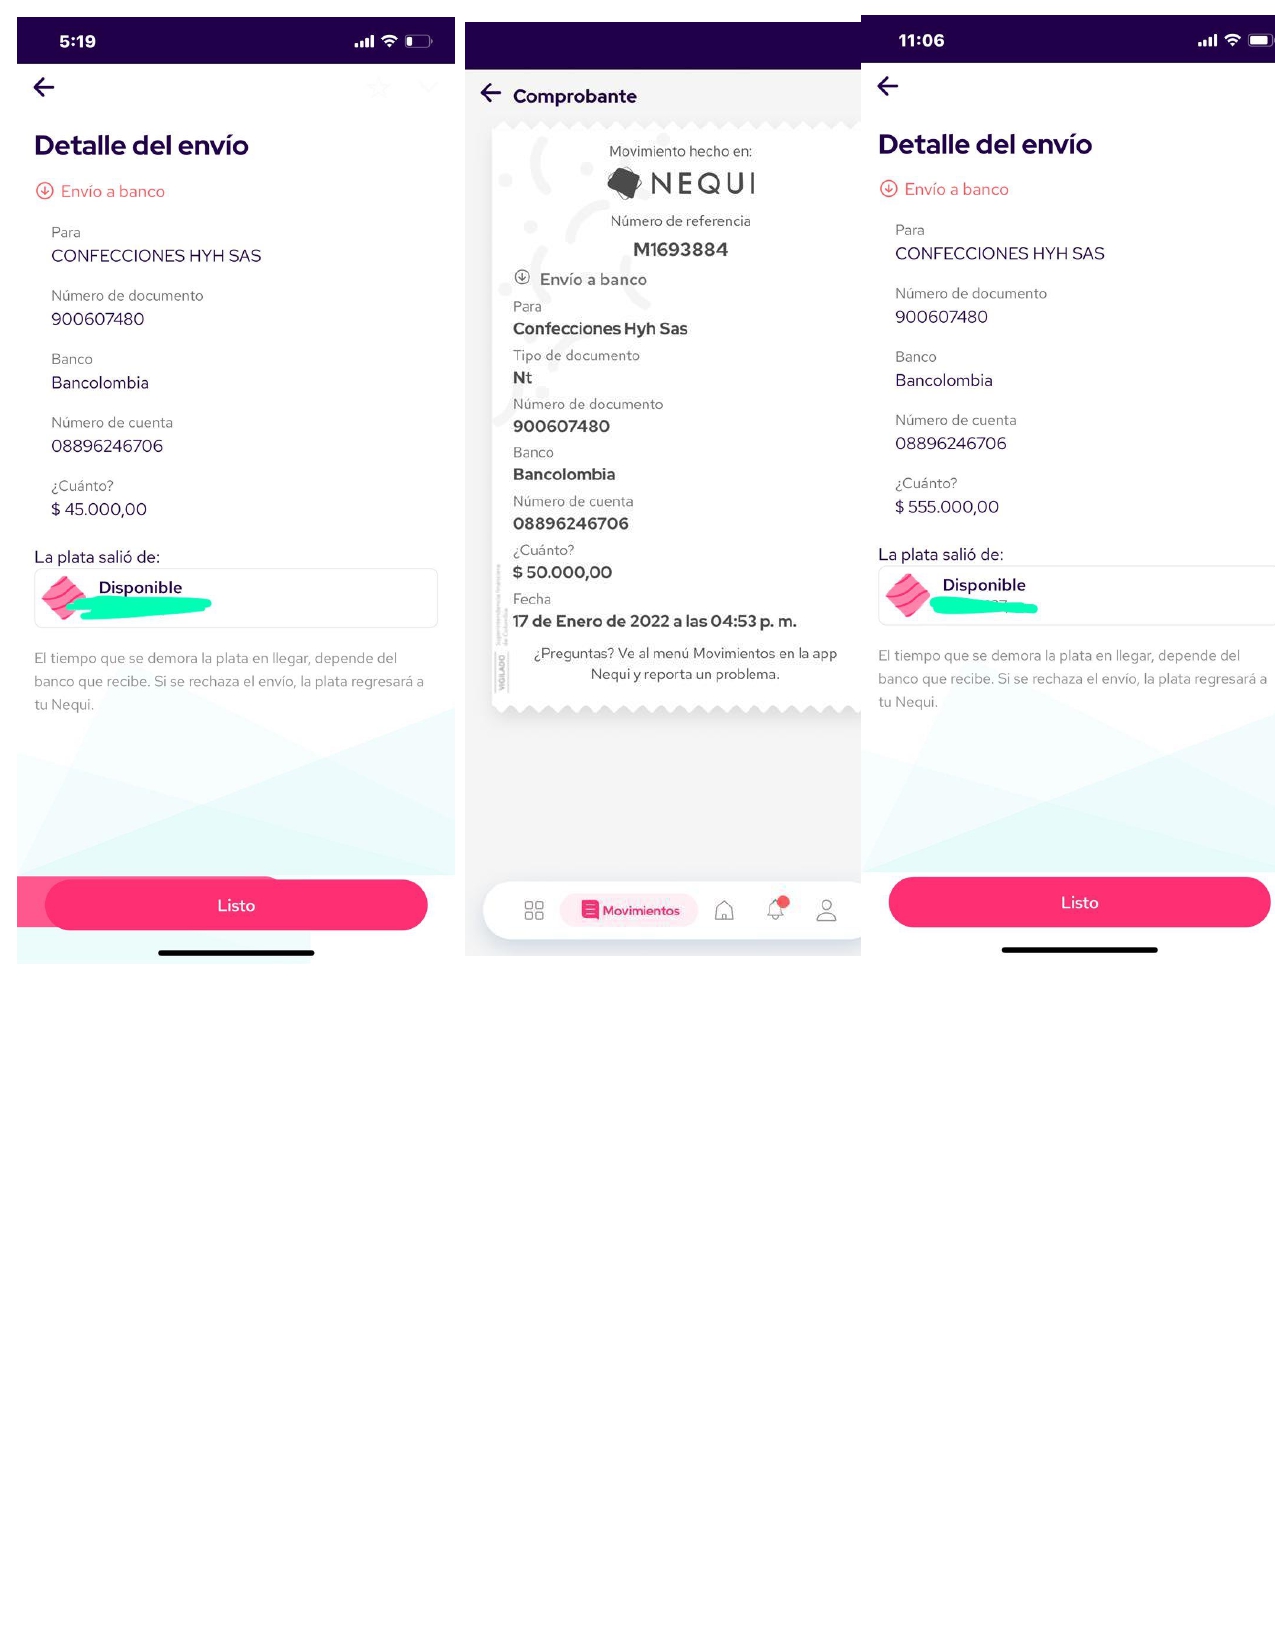 5:19
Detalle del envío
Envío a banco
Para
CONFECCIONES HYH SAS
Número de documento
900607480
Banco
Bancolombia
Número de cuenta
08896246706
¿Cuánto?
$ 45.000,00
La plata salió de:
Disponible
El tiempo que se demora la plata en llegar, depende del
banco que recibe. Si se rechaza el envío, la plata regresará a
tu Nequi.
Listo
Comprobante
Movimiento hecho en:
NEQUI
Número de referencia
M1693884
Envío a banco
Para
Confecciones Hyh Sas
Tipo de documento
Nt
Número de documento
900607480
Banco
Bancolombia
Número de cuenta
08896246706
¿Cuánto?
$ 50.000,00
Fecha
17 de Enero de 2022 a las 04:53 p. m.
¿Preguntas? Ve al menú Movimientos en la app
Nequi y reporta un problema.
VIGILADO
Movimientos
11:06
Detalle del envío
Envío a banco
Para
CONFECCIONES HYH SAS
Número de documento
900607480
Banco
Bancolombia
Número de cuenta
08896246706
¿Cuánto?
$ 555.000,00
La plata salió de:
Disponible
El tiempo que se demora la plata en llegar, depende del
banco que recibe. Si se rechaza el envío, la plata regresará a
tu Nequi.
Listo